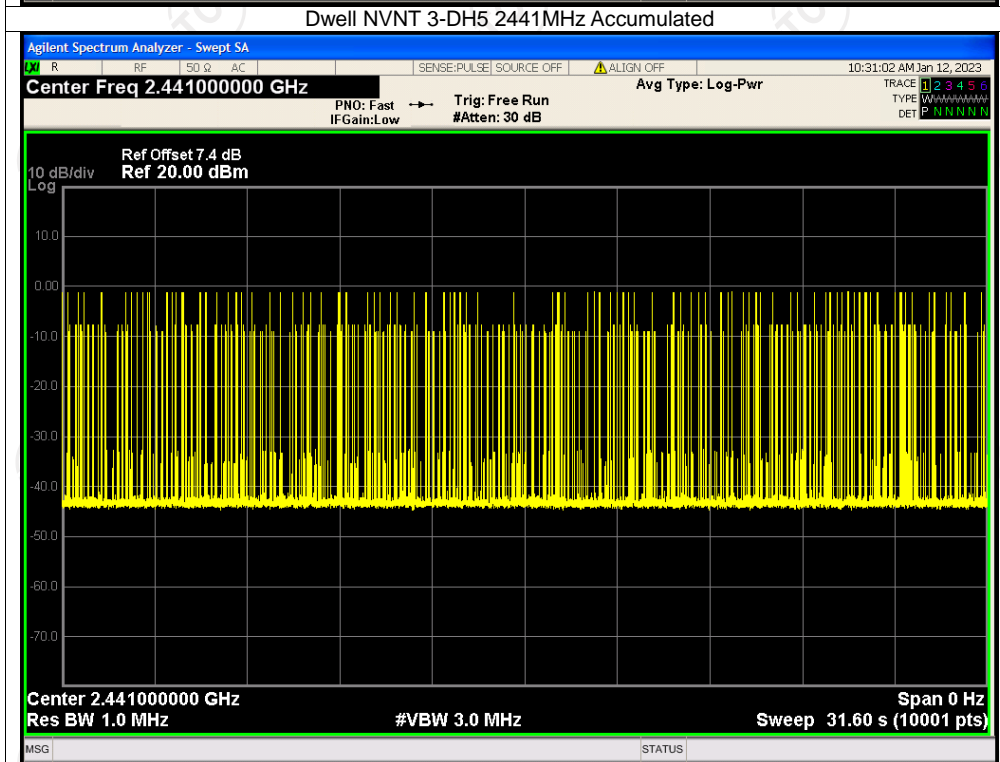 Dwell NVNT 3-DH5 2441MHz Accumulated
Agilent Spectrum Analyzer - Swept SA
LXI R RF 50 Ω AC SENSE:PULSE SOURCE OFF ALIGN OFF 10:31:02 AM Jan 12, 2023
Center Freq 2.441000000 GHz Avg Type: Log-Pwr TRACE 1 2 3 4 5 6
PNO: Fast Trig: Free Run TYPE W
IFGain:Low #Atten: 30 dB DET P N N N N N
Ref Offset 7.4 dB
10 dB/div Ref 20.00 dBm
Log
10.0
0.00
-10.0
-20.0
-30.0
-40.0
-50.0
-60.0
-70.0
Center 2.441000000 GHz Span 0 Hz
Res BW 1.0 MHz #VBW 3.0 MHz Sweep 31.60 s (10001 pts)
MSG STATUS